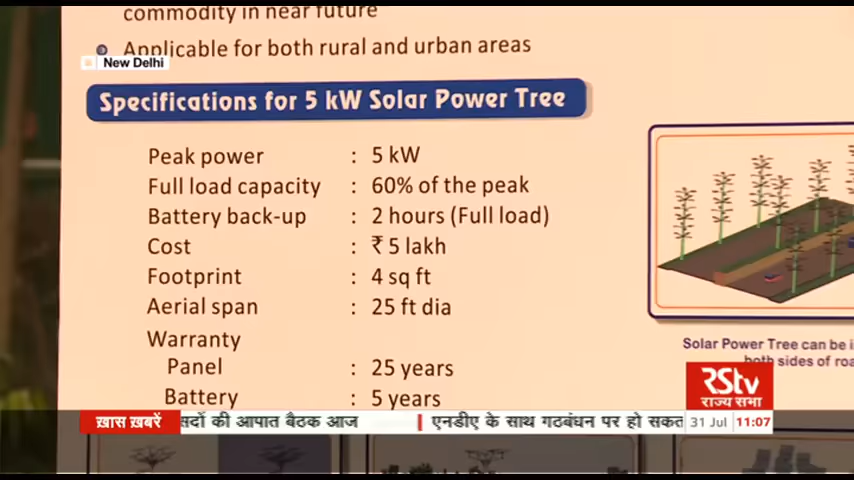 commodity in near future
Applicable for both rural and urban areas
New Delhi
Specifications for 5 kW Solar Power Tree
Peak power : 5 kW
Full load capacity : 60% of the peak
Battery back-up : 2 hours (Full load)
Cost : ₹ 5 lakh
Footprint : 4 sq ft
Aerial span : 25 ft dia
Warranty
Panel : 25 years
Battery : 5 years
Solar Power Tree can be
both sides of
RStv
राज्य सभा
ख़ास ख़बरें
की आपात बैठक आज
एनडीए के साथ गठबंधन पर हो
31 Jul 11:07